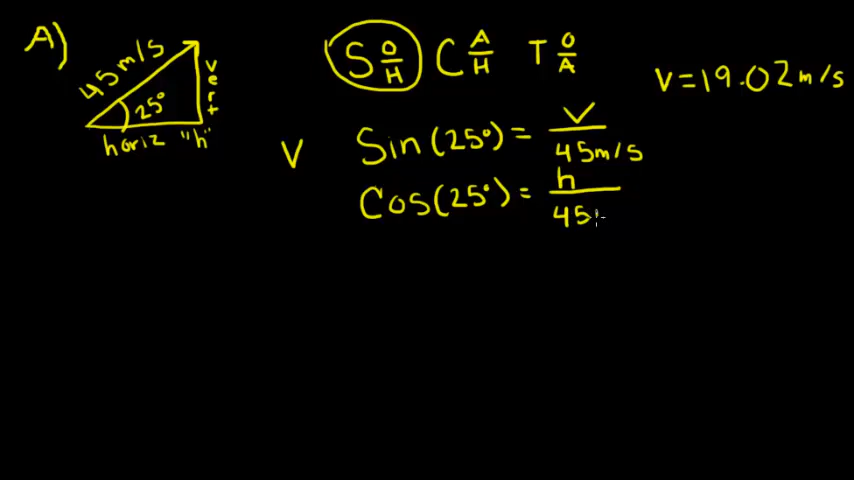 A)
45m/s
25°
vert
horiz "h"
S O/H C A/H T O/A
V=19.02m/s
V
Sin(25°) = V/45m/s
Cos(25°) = h/45